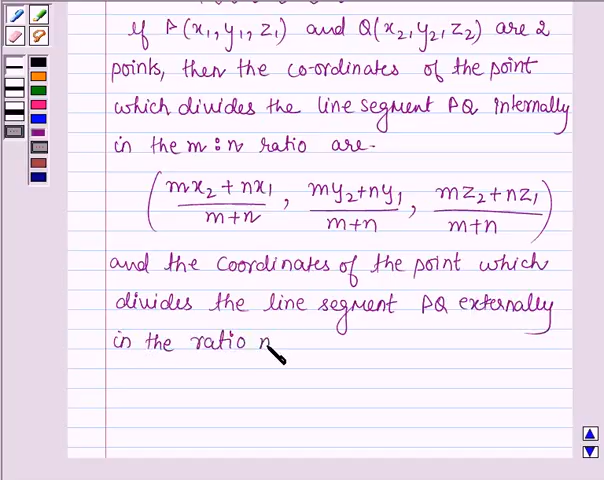 If P(x₁, y₁, z₁) and Q(x₂, y₂, z₂) are 2
points, then the co-ordinates of the point
which divides the line segment PQ internally
in the m : n ratio are
(mx₂ + nx₁ / m+n, my₂ + ny₁ / m+n, mz₂ + nz₁ / m+n)
and the coordinates of the point which
divides the line segment PQ externally
in the ratio